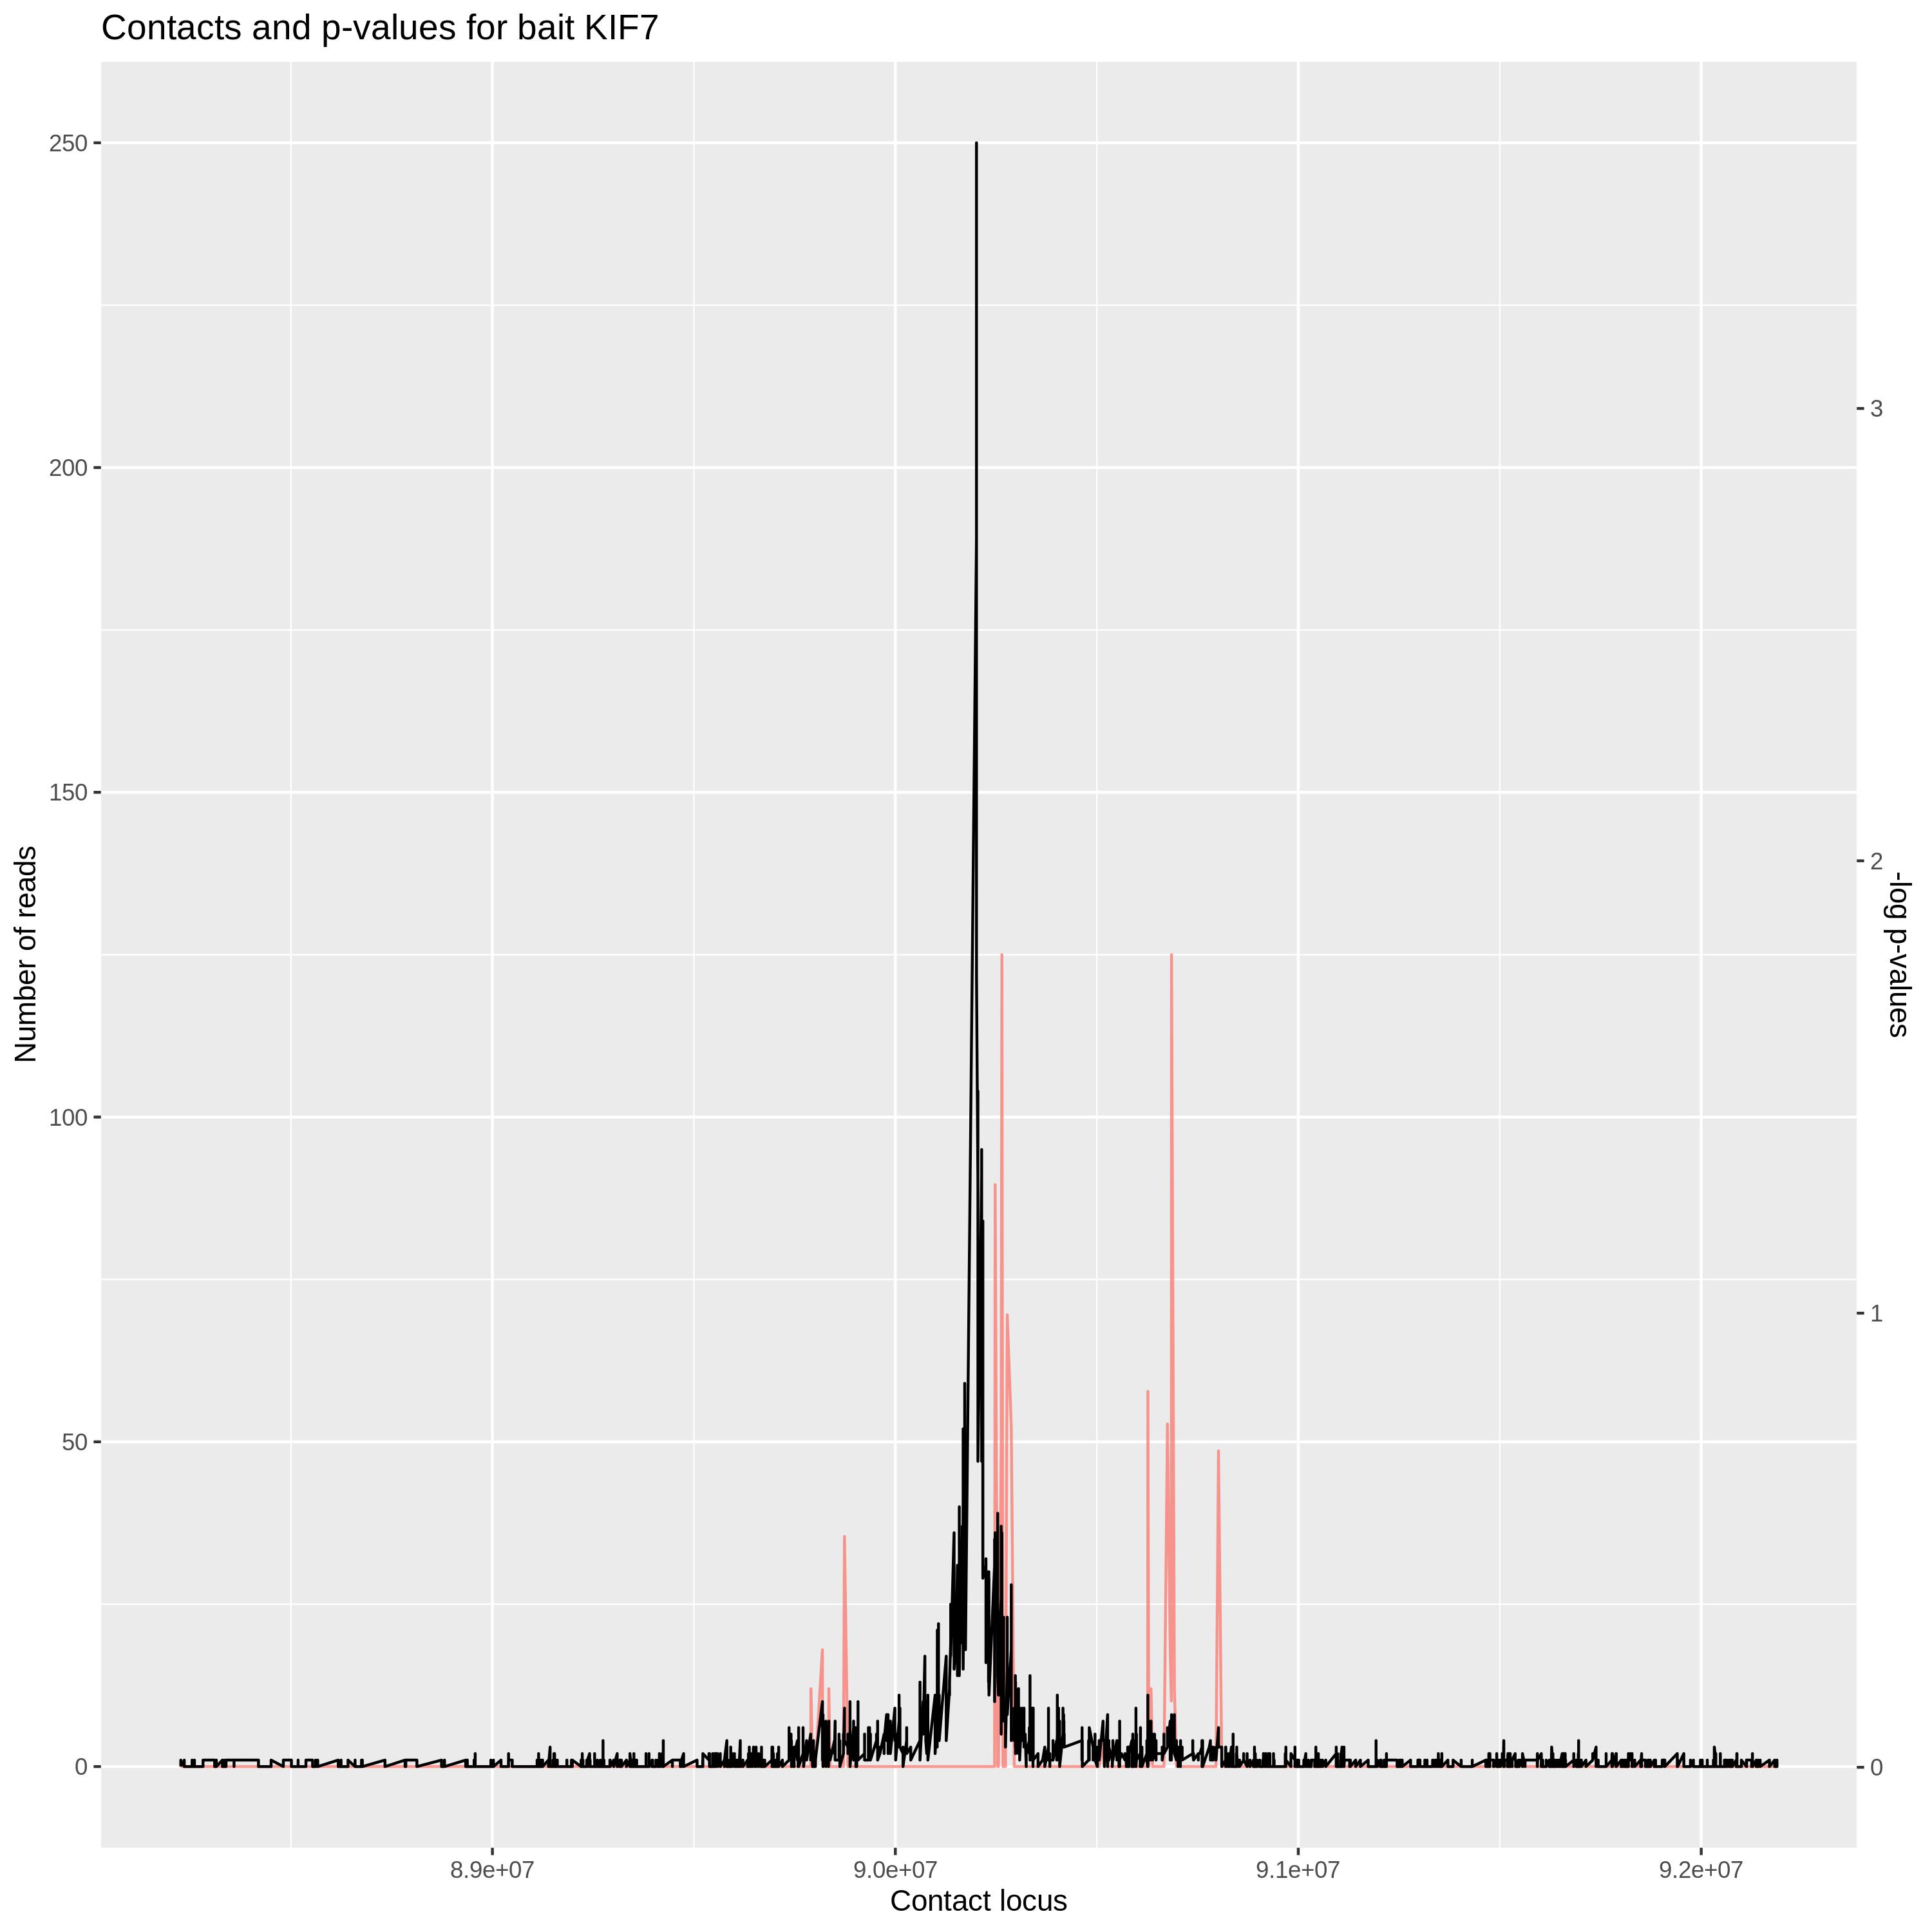 Contacts and p-values for bait KIF7
250
200
150
100
50
0
Number of reads
3
2
1
0
-log p-values
8.9e+07 9.0e+07 9.1e+07 9.2e+07
Contact locus